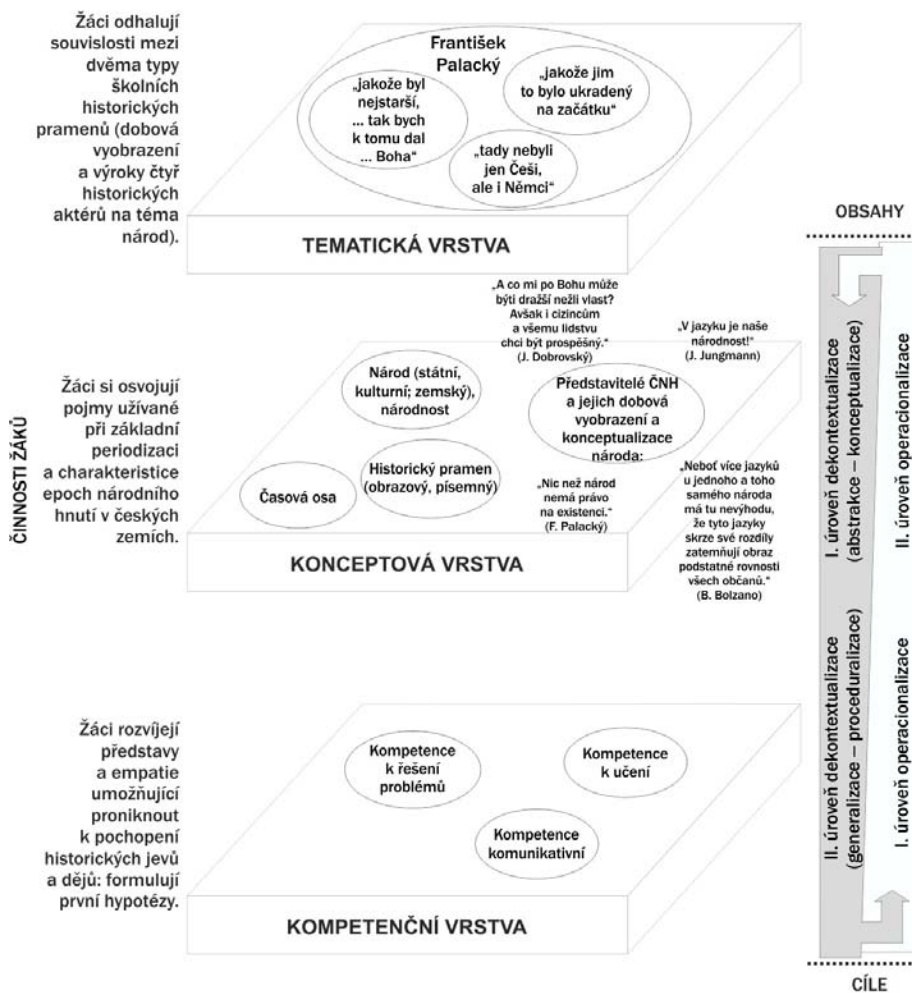 Žáci odhalují
souvislosti mezi
dvěma typy
školních
historických
pramenů (dobová
vyobrazení
a výroky čtyř
historických
aktérů na téma
národ).
František
Palacký
„jakože byl
nejstarší,
... tak bych
k tomu dal
... Boha“
„jakože jim
to bylo ukradený
na začátku“
„tady nebyli
jen Češi,
ale i Němci“
TEMATICKÁ VRSTVA
ČINNOSTI ŽÁKŮ
Žáci si osvojují
pojmy užívané
při základní
periodizaci
a charakteristice
epoch národního
hnutí v českých
zemích.
„A co mi po Bohu může
býti dražší nežli vlast?
Avšak i cizincům
a všemu lidstvu
chci být prospěšný.“
(J. Dobrovský)
„V jazyku je naše
národnost!“
(J. Jungmann)
Národ (státní,
kulturní; zemský),
národnost
Představitelé ČNH
a jejich dobová
vyobrazení a
konceptualizace
národa:
Časová osa
Historický pramen
(obrazový, písemný)
„Nic než národ
nemá právo
na existenci.“
(F. Palacký)
„Neboť více jazyků
u jednoho a toho
samého národa
má tu nevýhodu,
že tyto jazyky
skrze své rozdíly
zatemňují obraz
podstatné rovnosti
všech občanů.“
(B. Bolzano)
KONCEPTOVÁ VRSTVA
Žáci rozvíjejí
představy
a empatie
umožňující
proniknout
k pochopení
historických jevů
a dějů: formulují
první hypotézy.
Kompetence
k řešení
problémů
Kompetence
k učení
Kompetence
komunikativní
KOMPETENČNÍ VRSTVA
OBSAHY
I. úroveň dekontextualizace
(abstrakce – konceptualizace)
II. úroveň operacionalizace
II. úroveň dekontextualizace
(generalizace – proceduralizace)
I. úroveň operacionalizace
CÍLE